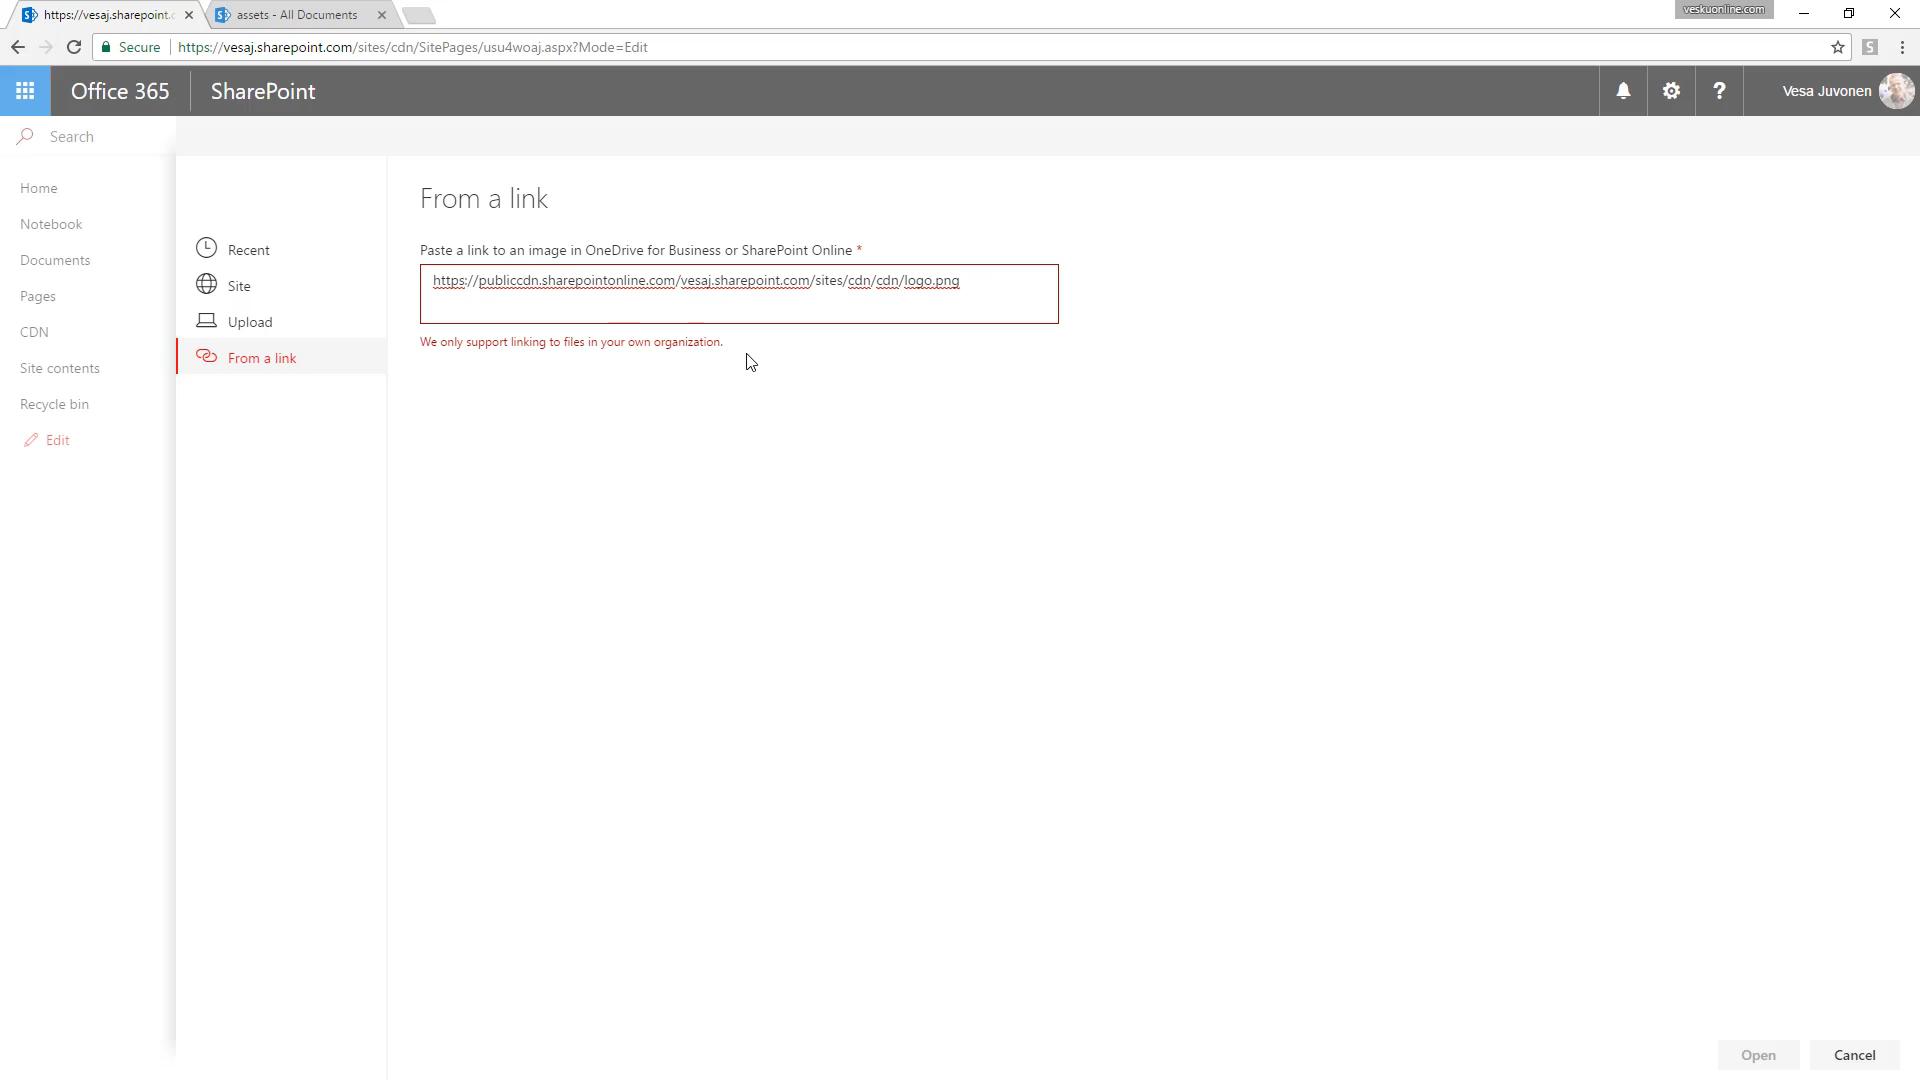 https://vesaj.sharepoint.c
assets - All Documents
veskuonline.com
Secure
https://vesaj.sharepoint.com/sites/cdn/SitePages/usu4woaj.aspx?Mode=Edit
S
Office 365
SharePoint
?
Vesa Juvonen
Search
Home
Notebook
Documents
Pages
CDN
Site contents
Recycle bin
Edit
Recent
Site
Upload
From a link
From a link
Paste a link to an image in OneDrive for Business or SharePoint Online *
https://publiccdn.sharepointonline.com/vesaj.sharepoint.com/sites/cdn/cdn/logo.png
We only support linking to files in your own organization.
Open
Cancel